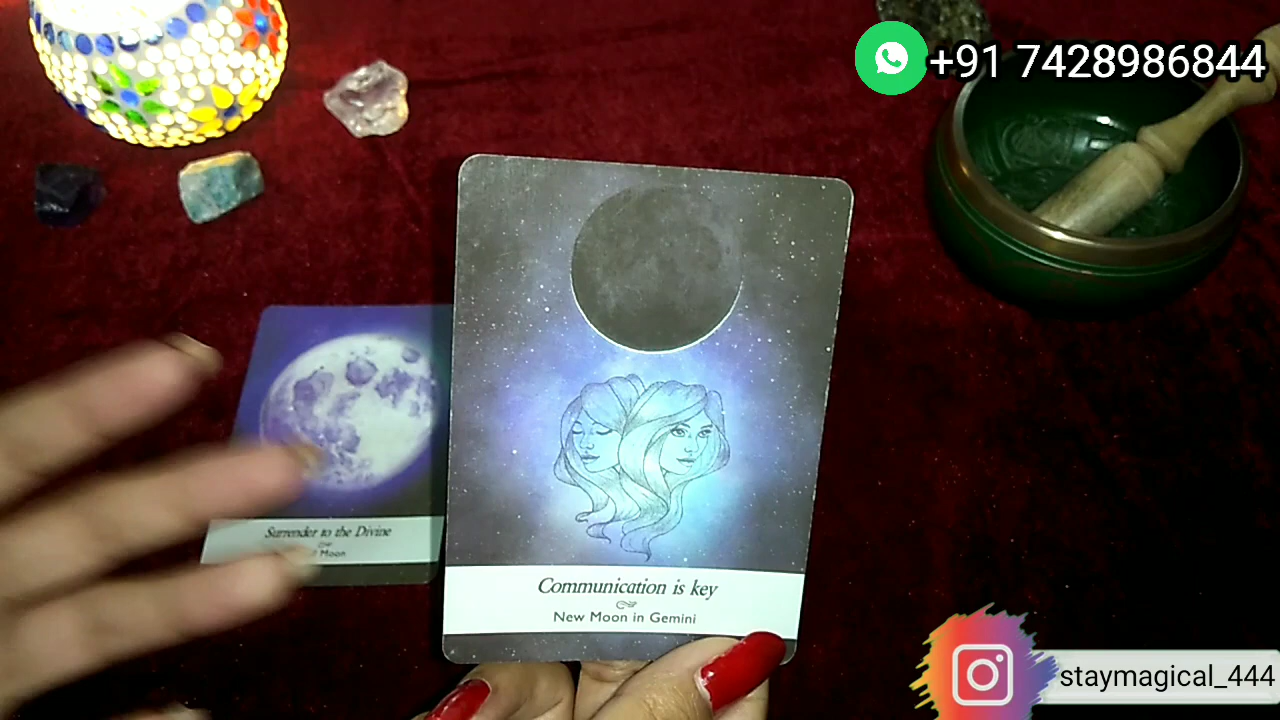 +91 7428986844
Surrender to the Divine
Moon
Communication is key
New Moon in Gemini
staymagical_444